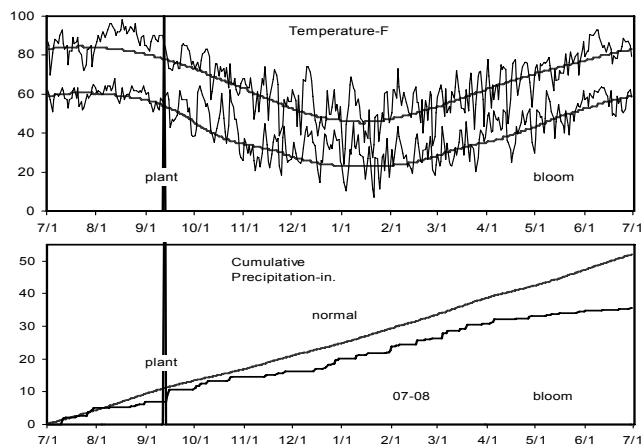 100
Temperature-F
80
60
40
20
plant
bloom
0
7/1 8/1 9/1 10/1 11/1 12/1 1/1 2/1 3/1 4/1 5/1 6/1 7/1
50
Cumulative
Precipitation-in.
40
normal
30
20
plant
10
07-08
bloom
0
7/1 8/1 9/1 10/1 11/1 12/1 1/1 2/1 3/1 4/1 5/1 6/1 7/1